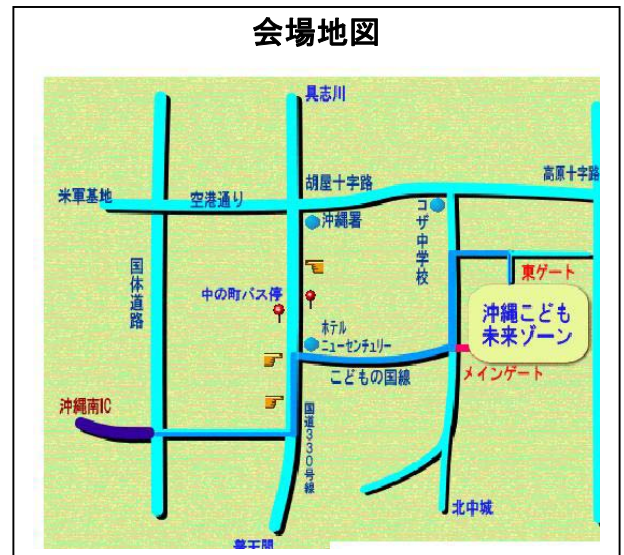 会場地図
具志川
米軍基地
空港通り
胡屋十字路
高原十字路
沖縄署
コザ中学校
国体道路
中の町バス停
東ゲート
沖縄こども
未来ゾーン
ホテル
ニューセンチュリー
こどもの国線
メインゲート
沖縄南IC
国道330号線
北中城
普天間